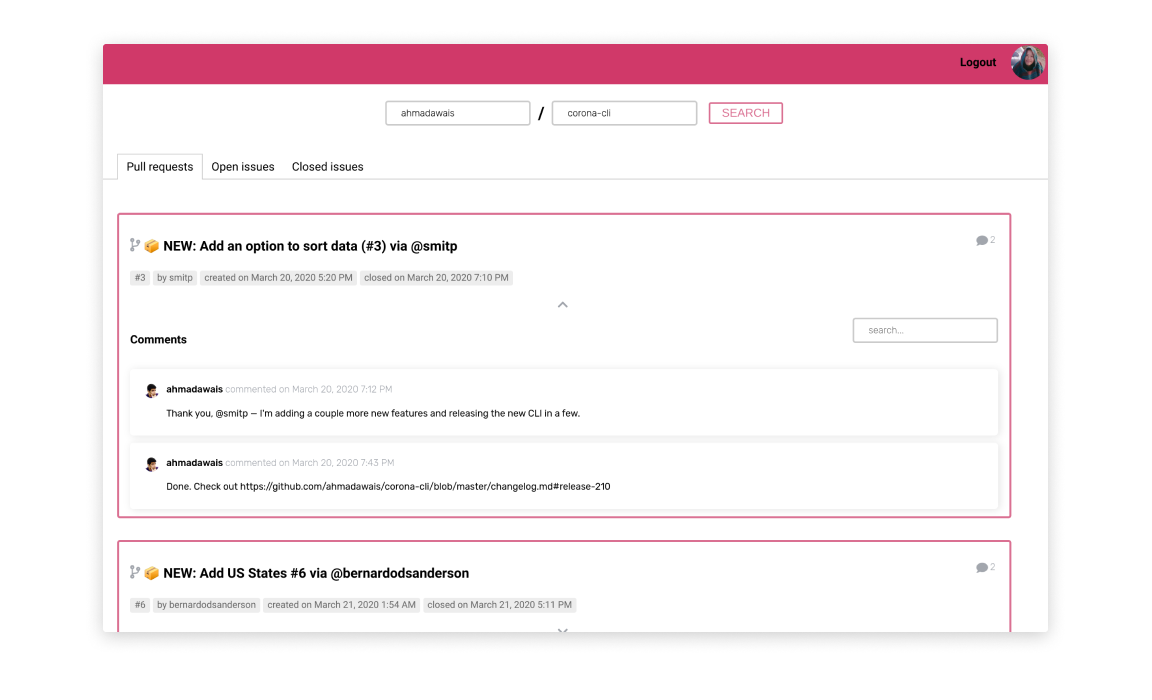 Logout
ahmadawais / corona-cli SEARCH
Pull requests Open issues Closed issues
NEW: Add an option to sort data (#3) via @smitp 2
#3 by smitp created on March 20, 2020 5:20 PM closed on March 20, 2020 7:10 PM
search...
Comments
ahmadawais commented on March 20, 2020 7:12 PM
Thank you, @smitp — I'm adding a couple more new features and releasing the new CLI in a few.
ahmadawais commented on March 20, 2020 7:43 PM
Done. Check out https://github.com/ahmadawais/corona-cli/blob/master/changelog.md#release-210
NEW: Add US States #6 via @bernardodsanderson 2
#6 by bernardodsanderson created on March 21, 2020 1:54 AM closed on March 21, 2020 5:11 PM